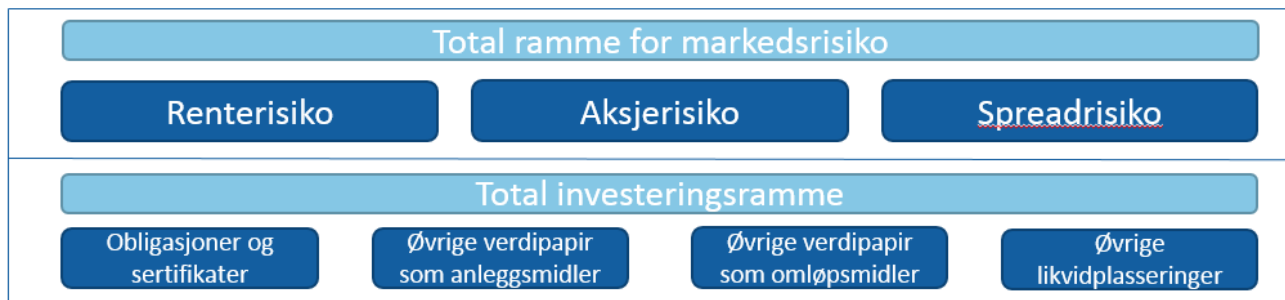 Total ramme for markedsrisiko
Renterisiko
Aksjerisiko
Spreadrisiko
Total investeringsramme
Obligasjoner og
sertifikater
Øvrige verdipapir
som anleggsmidler
Øvrige verdipapir
som omløpsmidler
Øvrige
likvidplasseringer